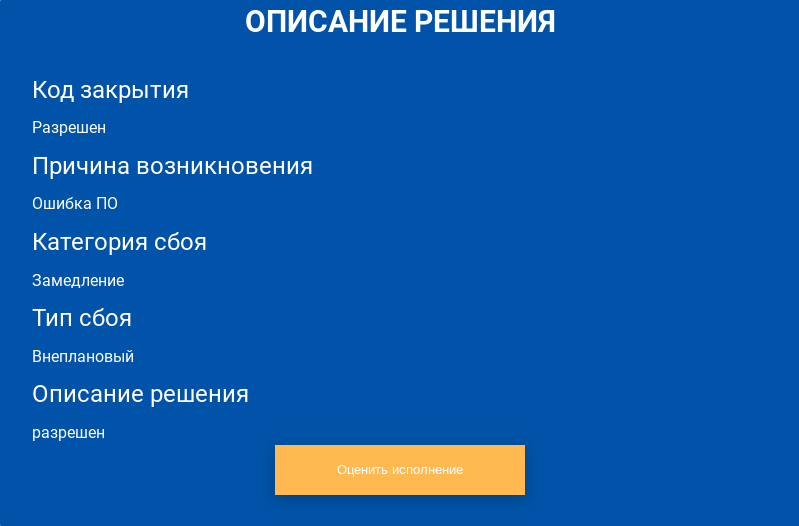 ОПИСАНИЕ РЕШЕНИЯ
Код закрытия
Разрешен
Причина возникновения
Ошибка ПО
Категория сбоя
Замедление
Тип сбоя
Внеплановый
Описание решения
разрешен
Оценить исполнение